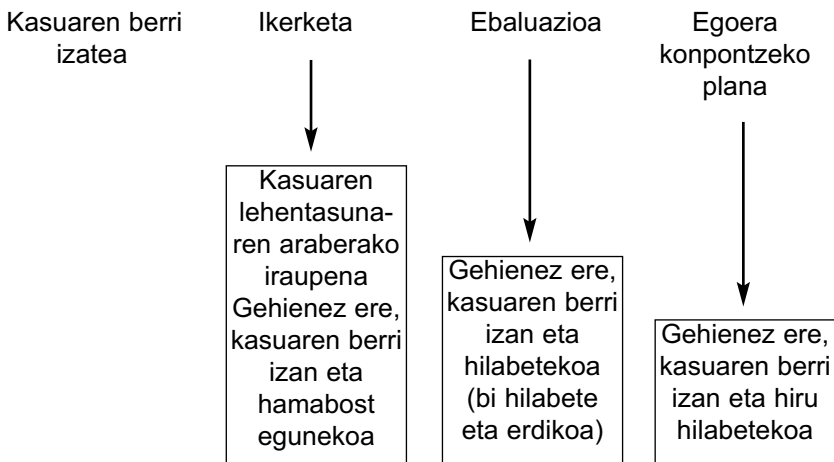 Kasuaren berri
izatea
Ikerketa
Ebaluazioa
Egoera
konpontzeko
plana
Kasuaren
lehentasuna-
ren araberako
iraupena
Gehienez ere,
kasuaren berri
izan eta
hamabost
egunekoa
Gehienez ere,
kasuaren berri
izan eta
hilabetekoa
(bi hilabete
eta erdikoa)
Gehienez ere,
kasuaren berri
izan eta hiru
hilabetekoa